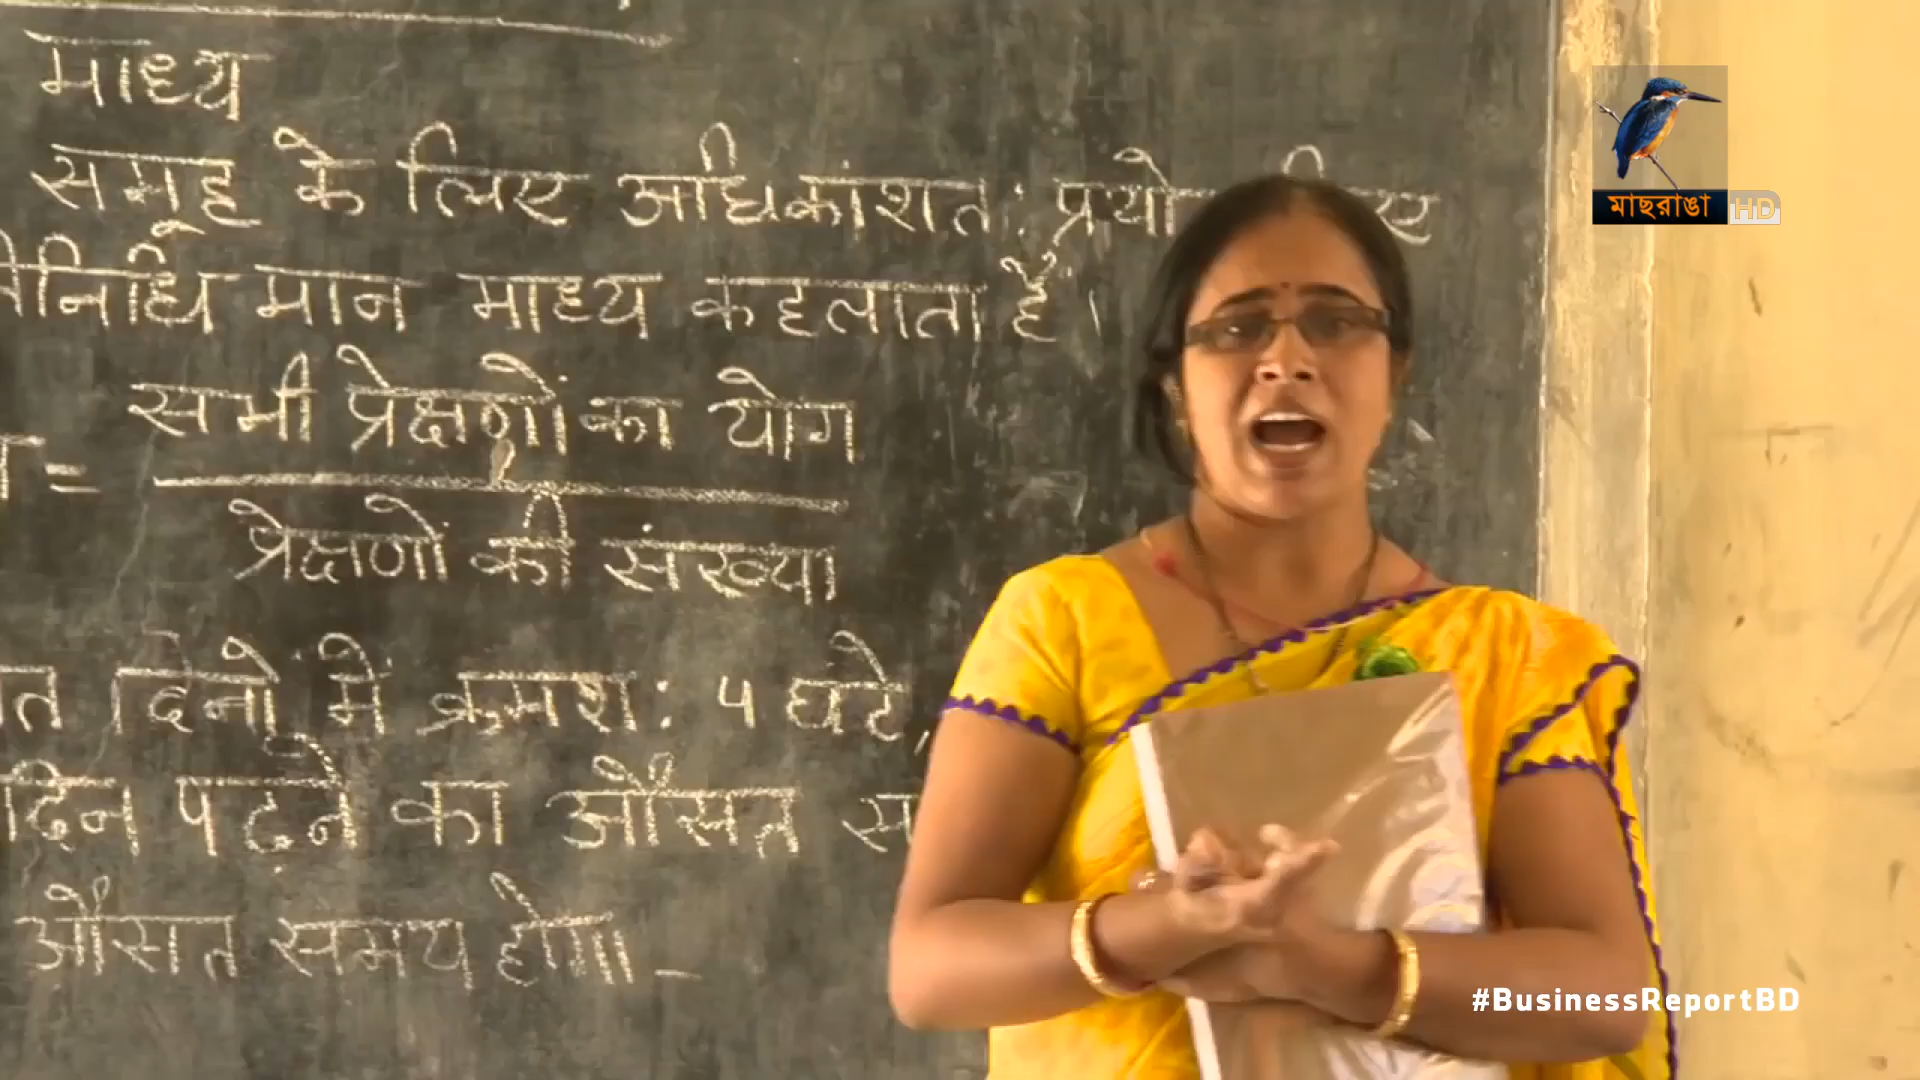 माध्य
समूह के लिए अधिकांशत: प्रयो
निधि मान माध्य कहलाता है।
सभी प्रेक्षणों का योग
=
प्रेक्षणों की संख्या
दिनों में क्रमश: 5 घंटे,
दिन पढ़ने का औसत स
औसत समय होगा -
মাছরাঙা HD
#BusinessReportBD